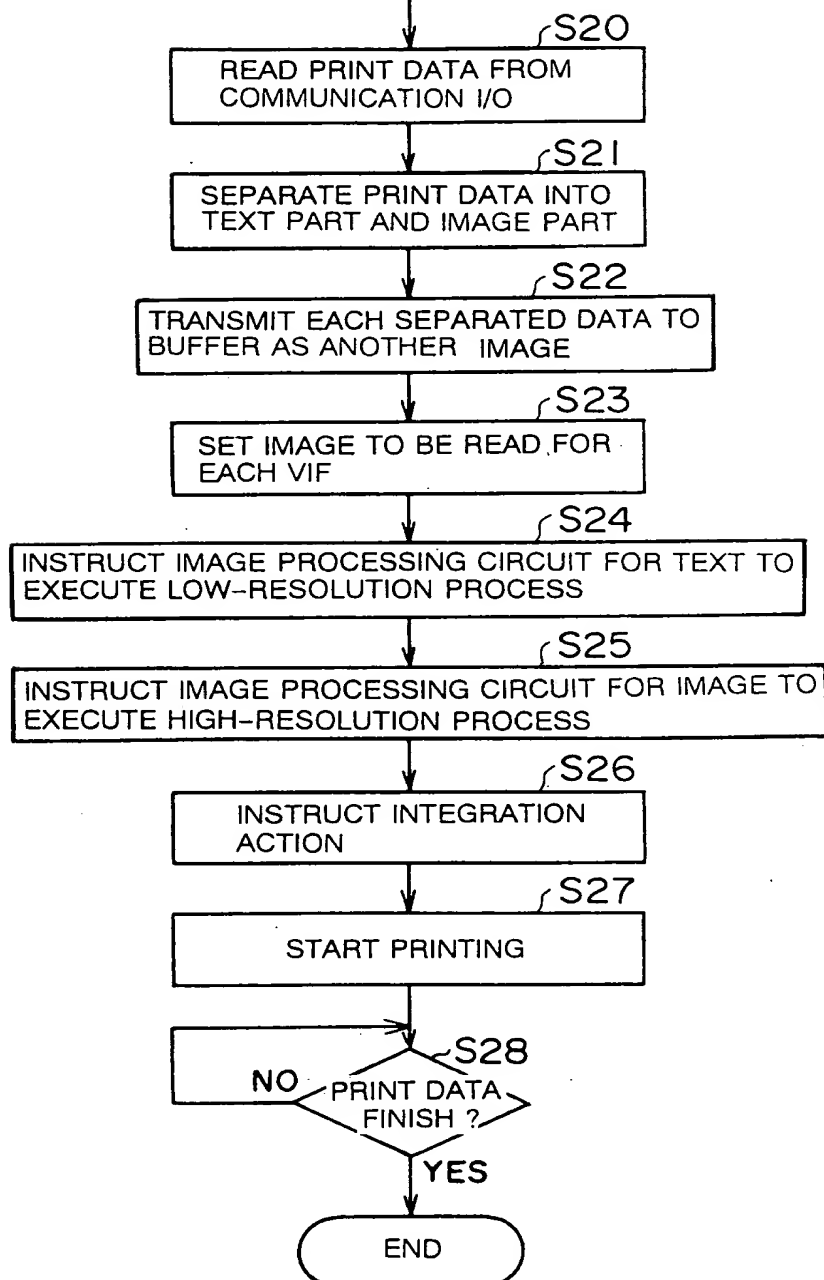 S20
READ PRINT DATA FROM
COMMUNICATION I/O
S21
SEPARATE PRINT DATA INTO
TEXT PART AND IMAGE PART
S22
TRANSMIT EACH SEPARATED DATA TO
BUFFER AS ANOTHER IMAGE
S23
SET IMAGE TO BE READ FOR
EACH VIF
S24
INSTRUCT IMAGE PROCESSING CIRCUIT FOR TEXT TO
EXECUTE LOW-RESOLUTION PROCESS
S25
INSTRUCT IMAGE PROCESSING CIRCUIT FOR IMAGE TO
EXECUTE HIGH-RESOLUTION PROCESS
S26
INSTRUCT INTEGRATION
ACTION
S27
START PRINTING
S28
NO
PRINT DATA
FINISH ?
YES
END